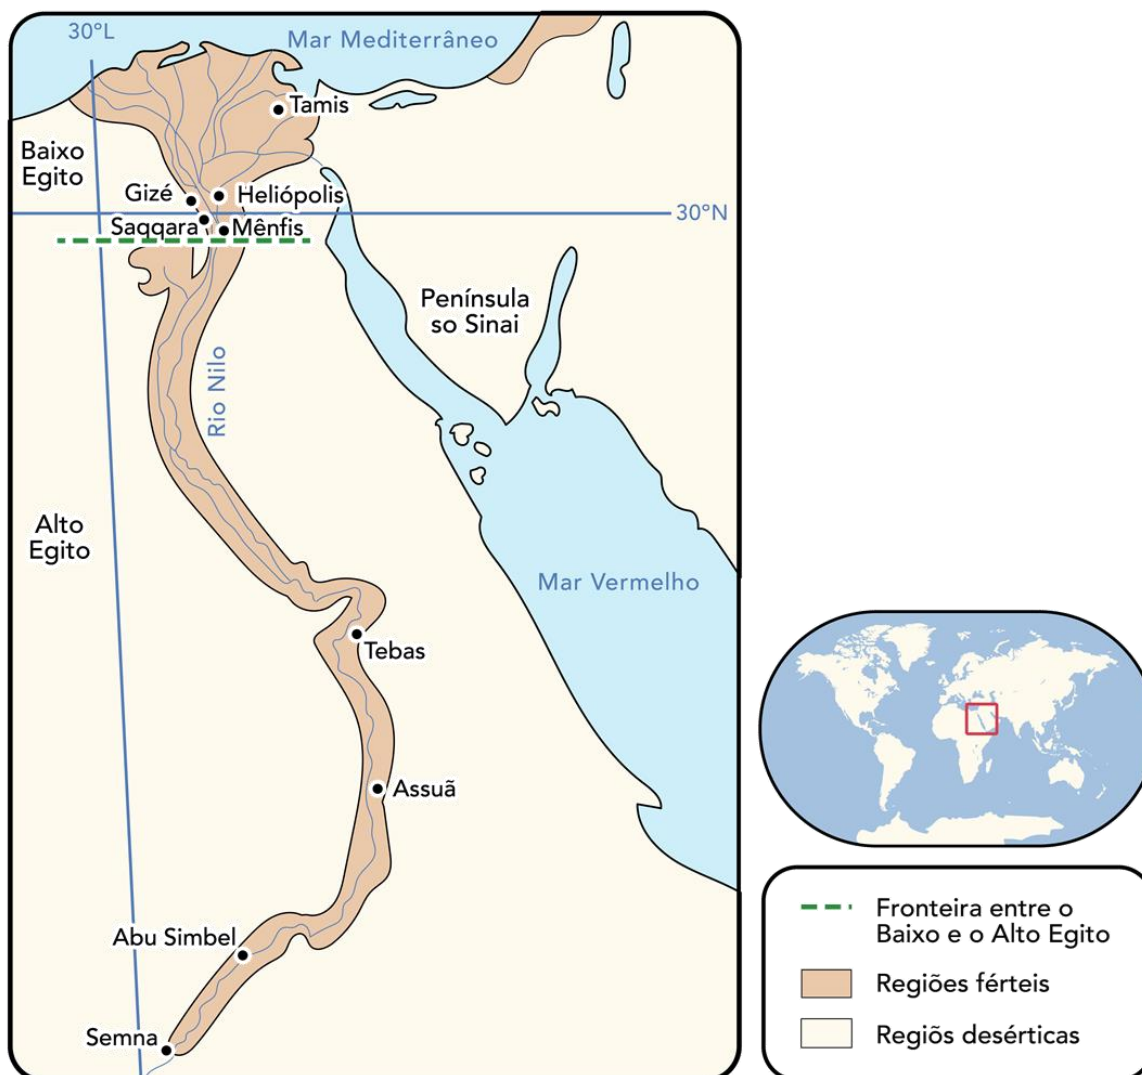 30°L
Mar Mediterrâneo
Tamis
Baixo
Egito
Gizé
Heliópolis
30°N
Saqqara
Mênfis
Península
so Sinai
Rio Nilo
Alto
Egito
Mar Vermelho
Tebas
Assuã
Abu Simbel
Semna
Fronteira entre o
Baixo e o Alto Egito
Regiões férteis
Regiõs desérticas